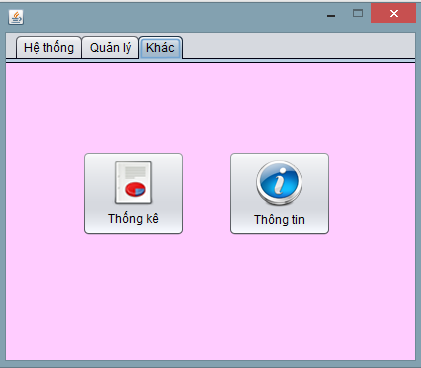 Hệ thống
Quản lý
Khác
Thống kê
Thông tin